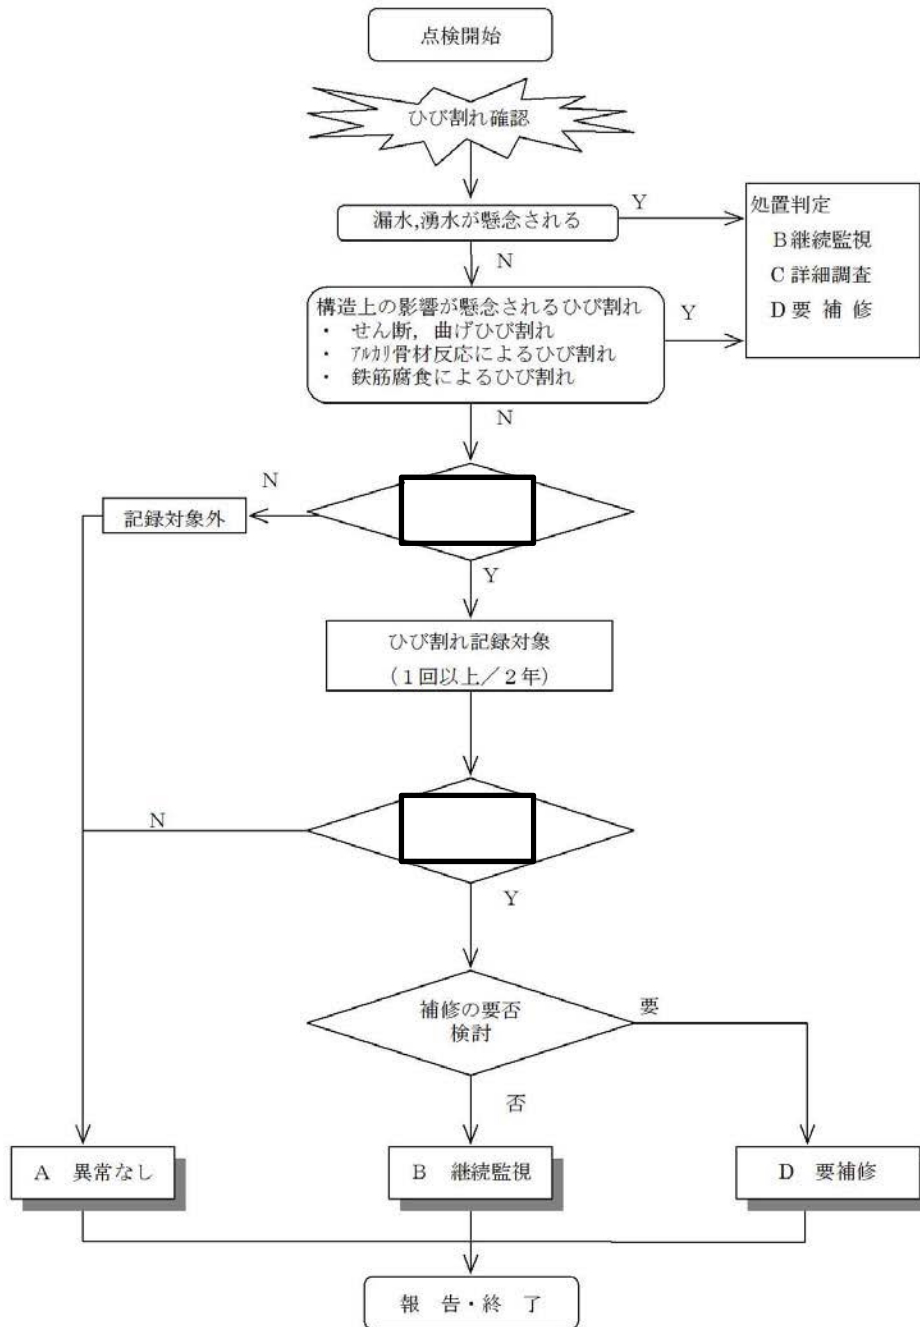 点検開始
ひび割れ確認
漏水,湧水が懸念される
Y
処置判定
B継続監視
C詳細調査
D要 補 修
N
構造上の影響が懸念されるひび割れ
・ せん断，曲げひび割れ
・ ｱﾙｶﾘ骨材反応によるひび割れ
・ 鉄筋腐食によるひび割れ
Y
N
N
記録対象外
Y
ひび割れ記録対象
（１回以上／２年）
N
Y
補修の要否
検討
要
否
A 異常なし
B 継続監視
D 要補修
報 告・終 了